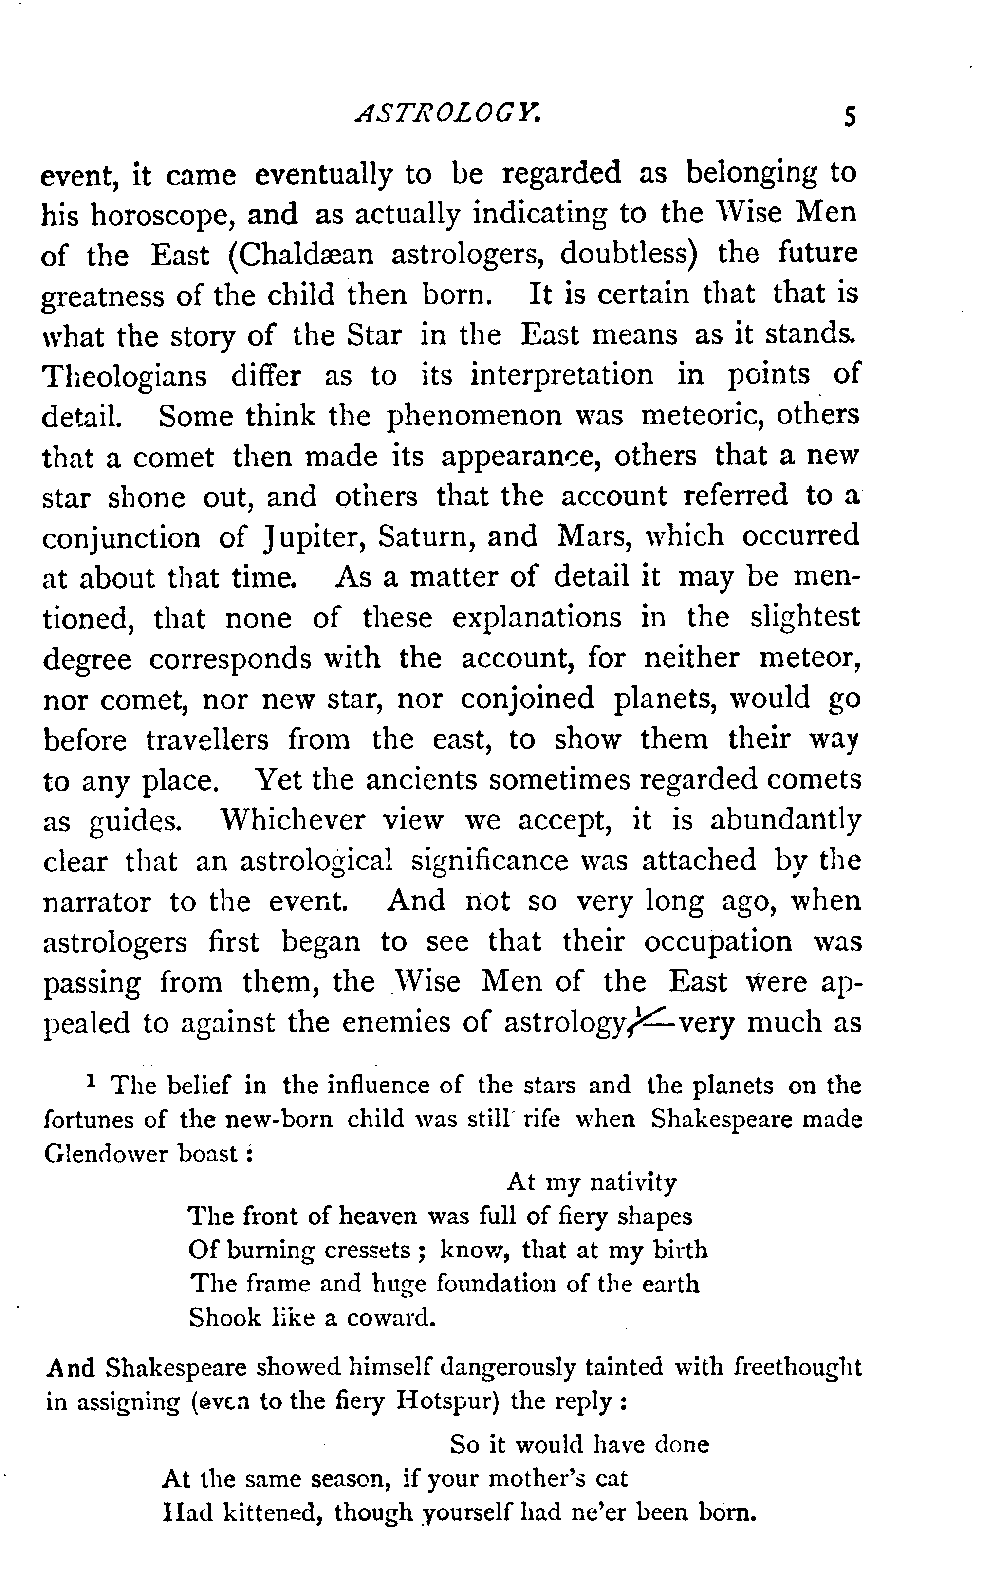 ASTROLOGY. 5
event, it came eventually to be regarded as belonging to
his horoscope, and as actually indicating to the Wise Men
of the East (Chaldæan astrologers, doubtless) the future
greatness of the child then born. It is certain that that is
what the story of the Star in the East means as it stands.
Theologians differ as to its interpretation in points of
detail. Some think the phenomenon was meteoric, others
that a comet then made its appearance, others that a new
star shone out, and others that the account referred to a
conjunction of Jupiter, Saturn, and Mars, which occurred
at about that time. As a matter of detail it may be men-
tioned, that none of these explanations in the slightest
degree corresponds with the account, for neither meteor,
nor comet, nor new star, nor conjoined planets, would go
before travellers from the east, to show them their way
to any place. Yet the ancients sometimes regarded comets
as guides. Whichever view we accept, it is abundantly
clear that an astrological significance was attached by the
narrator to the event. And not so very long ago, when
astrologers first began to see that their occupation was
passing from them, the Wise Men of the East were ap-
pealed to against the enemies of astrology,¹—very much as
¹ The belief in the influence of the stars and the planets on the
fortunes of the new-born child was still rife when Shakespeare made
Glendower boast :
At my nativity
The front of heaven was full of fiery shapes
Of burning cressets ; know, that at my birth
The frame and huge foundation of the earth
Shook like a coward.
And Shakespeare showed himself dangerously tainted with freethought
in assigning (even to the fiery Hotspur) the reply :
So it would have done
At the same season, if your mother's cat
Had kittened, though yourself had ne'er been born.